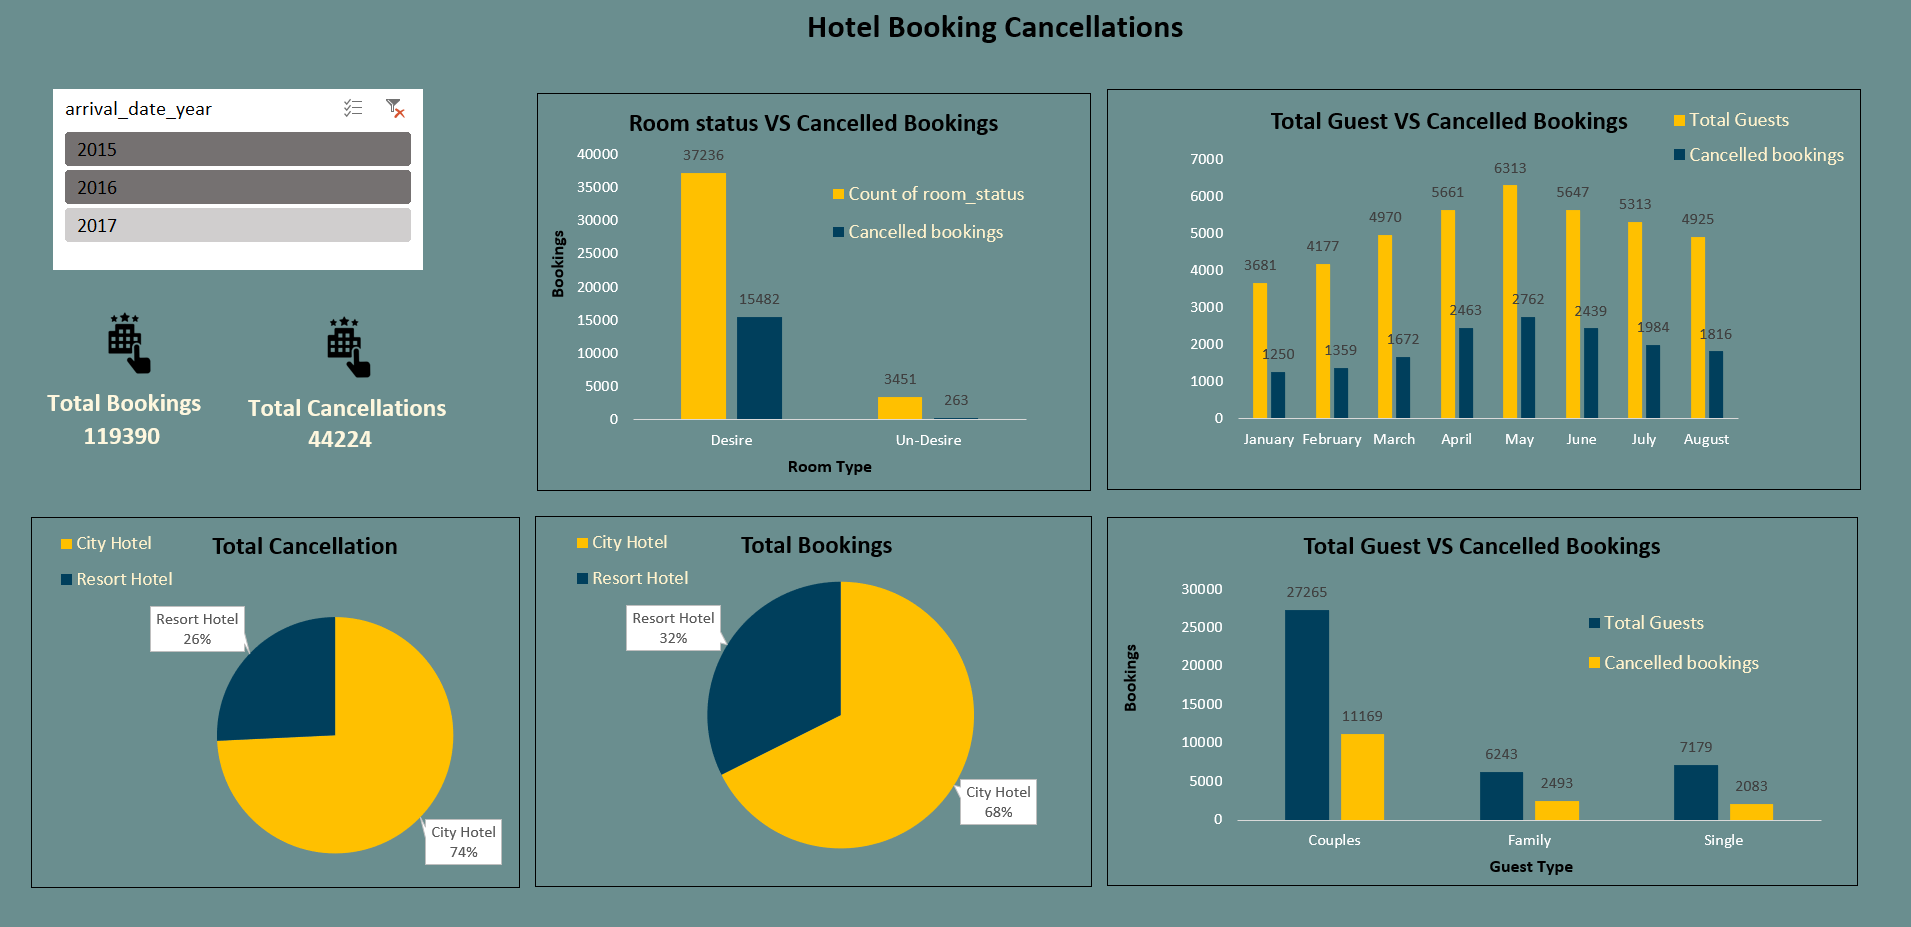 Hotel Booking Cancellations
arrival_date_year
2015
2016
2017
Total Bookings
119390
Total Cancellations
44224
Room status VS Cancelled Bookings
Count of room_status
Cancelled bookings
Bookings
40000
35000
30000
25000
20000
15000
10000
5000
0
37236
15482
3451
263
Desire
Un-Desire
Room Type
Total Guest VS Cancelled Bookings
Total Guests
Cancelled bookings
7000
6000
5000
4000
3000
2000
1000
0
3681
1250
4177
1359
4970
1672
5661
2463
6313
2762
5647
2439
5313
1984
4925
1816
January February March April May June July August
Total Cancellation
City Hotel
Resort Hotel
Resort Hotel
26%
City Hotel
74%
Total Bookings
City Hotel
Resort Hotel
Resort Hotel
32%
City Hotel
68%
Total Guest VS Cancelled Bookings
Total Guests
Cancelled bookings
Bookings
30000
25000
20000
15000
10000
5000
0
27265
11169
6243
2493
7179
2083
Couples
Family
Single
Guest Type